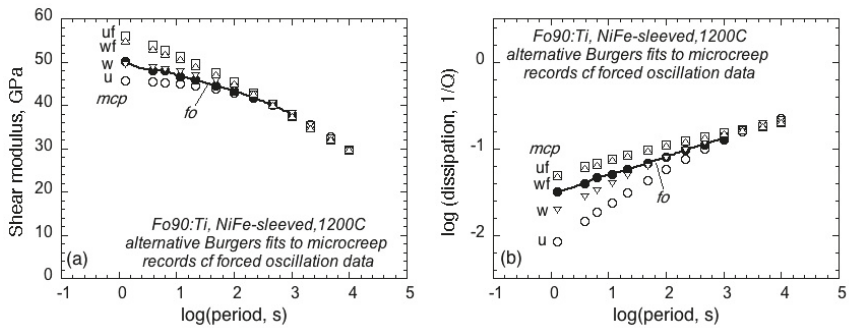 60
50
40
30
20
10
0
Shear modulus, GPa
uf
wf
w
u
mcp
fo
Fo90:Ti, NiFe-sleeved,1200C
alternative Burgers fits to microcreep
records cf forced oscillation data
(a)
-1
0
1
2
3
4
5
log(period, s)
Fo90:Ti, NiFe-sleeved,1200C
alternative Burgers fits to microcreep
records cf forced oscillation data
0
-1
-2
log (dissipation, 1/Q)
mcp
uf
wf
w
u
fo
(b)
-1
0
1
2
3
4
5
log(period, s)